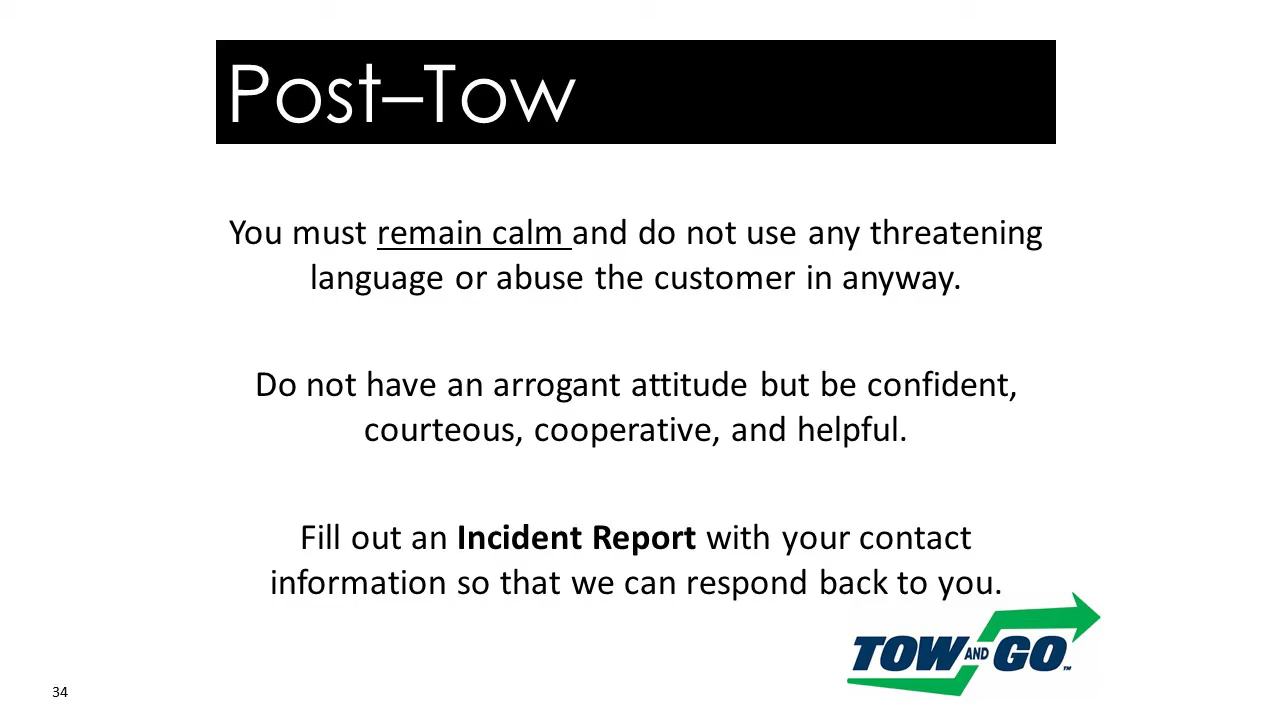 Post–Tow
You must remain calm and do not use any threatening
language or abuse the customer in anyway.
Do not have an arrogant attitude but be confident,
courteous, cooperative, and helpful.
Fill out an Incident Report with your contact
information so that we can respond back to you.
TOW AND GO™
34